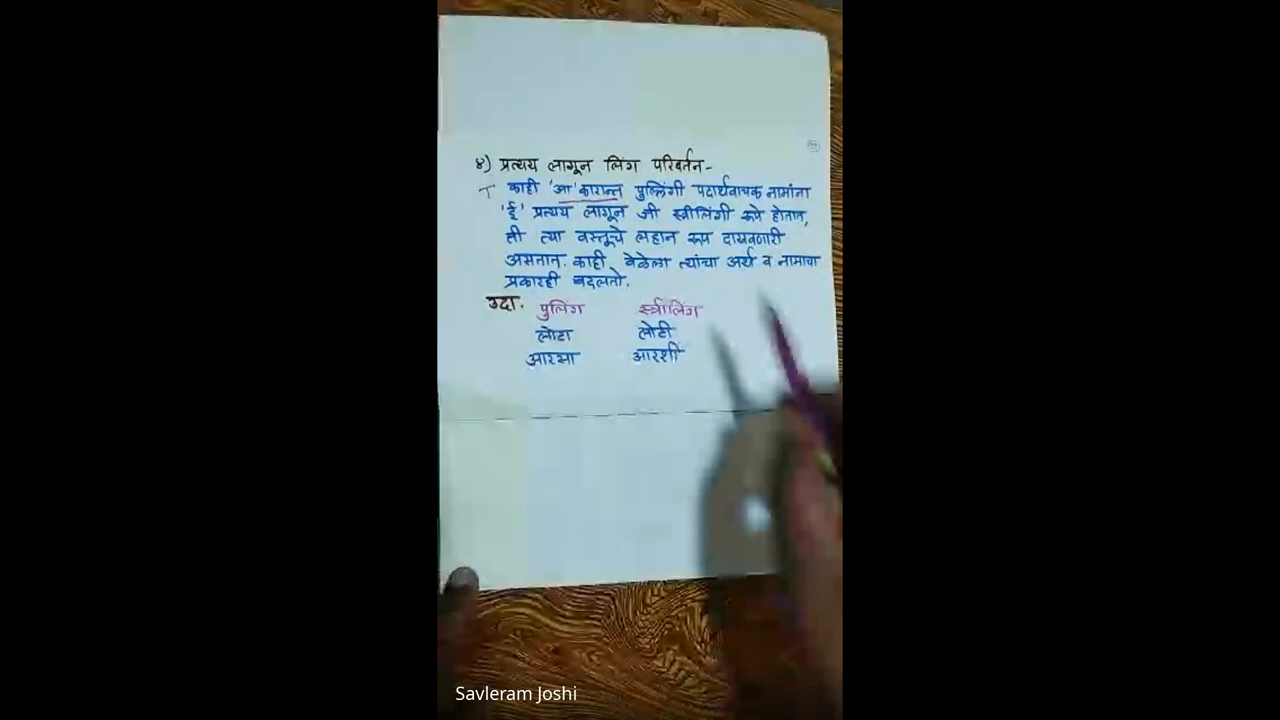 ४) प्रत्यय लागून लिंग परिवर्तन-
काही 'आ'कारान्त पुल्लिंगी पदार्थवाचक नामांना
'ई' प्रत्यय लागून जी स्त्रीलिंगी रूपे होतात,
ती त्या वस्तूचे लहान रूप दाखवणारी
असतात. काही वेळेला त्यांचा अर्थ व नामाचा
प्रकारही बदलतो.
उदा. पुलिंग स्त्रीलिंग
लोटा लोटी
आरसा आरशी
Savleram Joshi